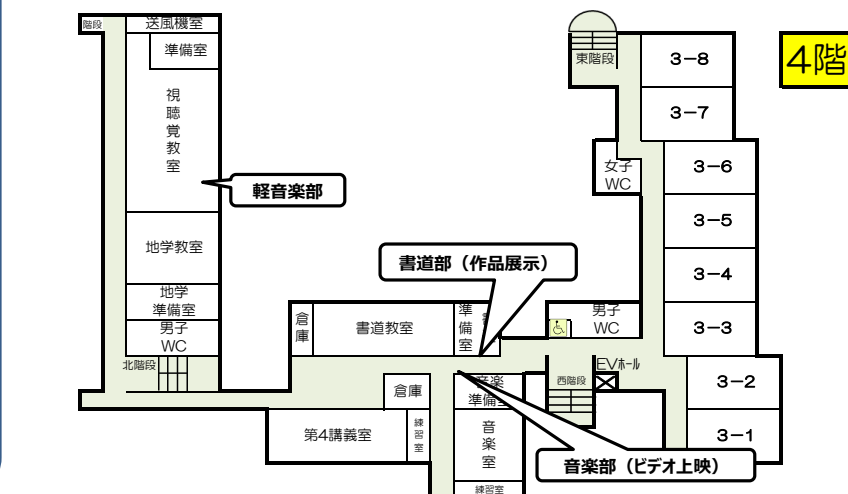 4階
階段
送風機室
準備室
視聴覚教室
軽音楽部
地学教室
地学
準備室
男子
WC
北階段
東階段
3-8
3-7
女子
WC
3-6
3-5
3-4
3-3
3-2
3-1
書道部（作品展示）
倉庫
書道教室
準備室
男子
WC
EVホール
西階段
倉庫
音楽
準備室
第4講義室
練習室
音楽室
音楽部（ビデオ上映）
練習室